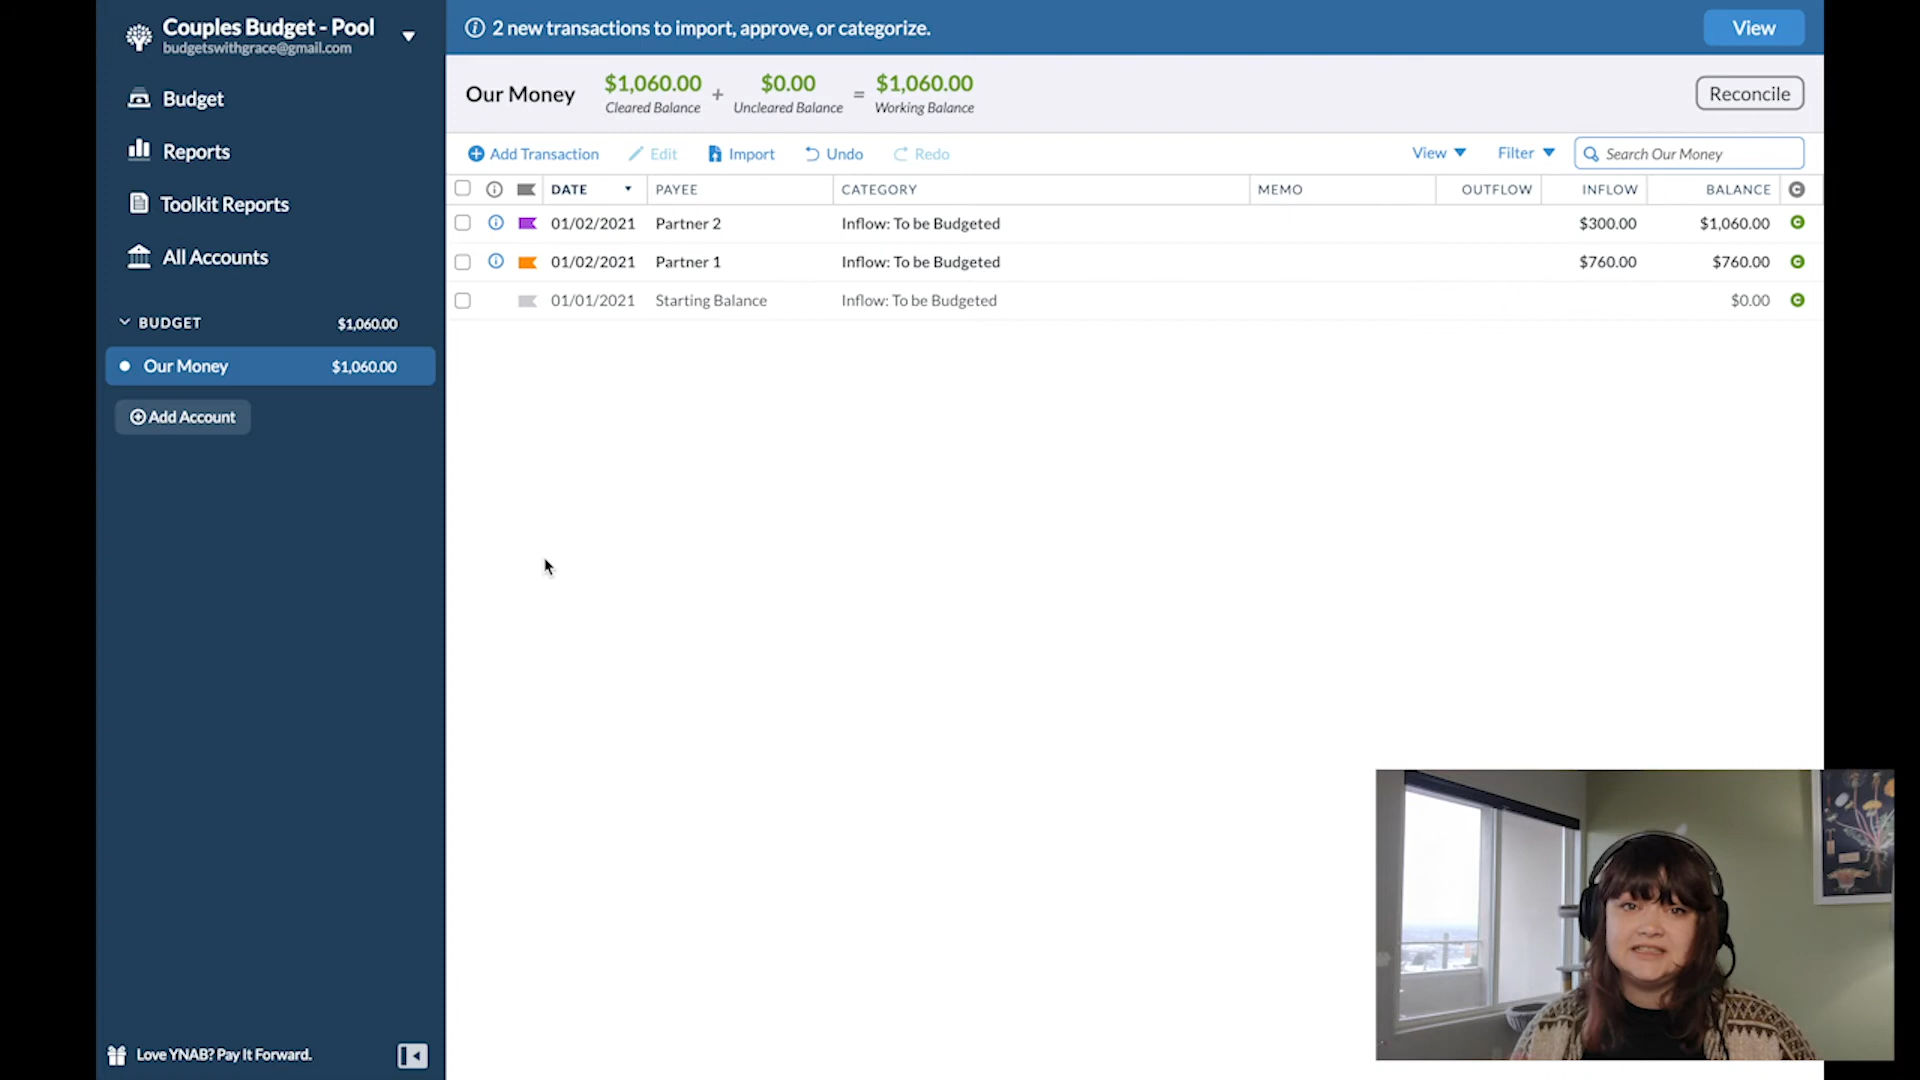 Couples Budget - Pool
budgetswithgrace@gmail.com
Budget
Reports
Toolkit Reports
All Accounts
BUDGET $1,060.00
Our Money $1,060.00
Add Account
Love YNAB? Pay It Forward.
2 new transactions to import, approve, or categorize.
View
Our Money
$1,060.00 + $0.00 = $1,060.00
Cleared Balance Uncleared Balance Working Balance
Reconcile
Add Transaction Edit Import Undo Redo View Filter Search Our Money
DATE PAYEE CATEGORY MEMO OUTFLOW INFLOW BALANCE C
01/02/2021 Partner 2 Inflow: To be Budgeted $300.00 $1,060.00 C
01/02/2021 Partner 1 Inflow: To be Budgeted $760.00 $760.00 C
01/01/2021 Starting Balance Inflow: To be Budgeted $0.00 C